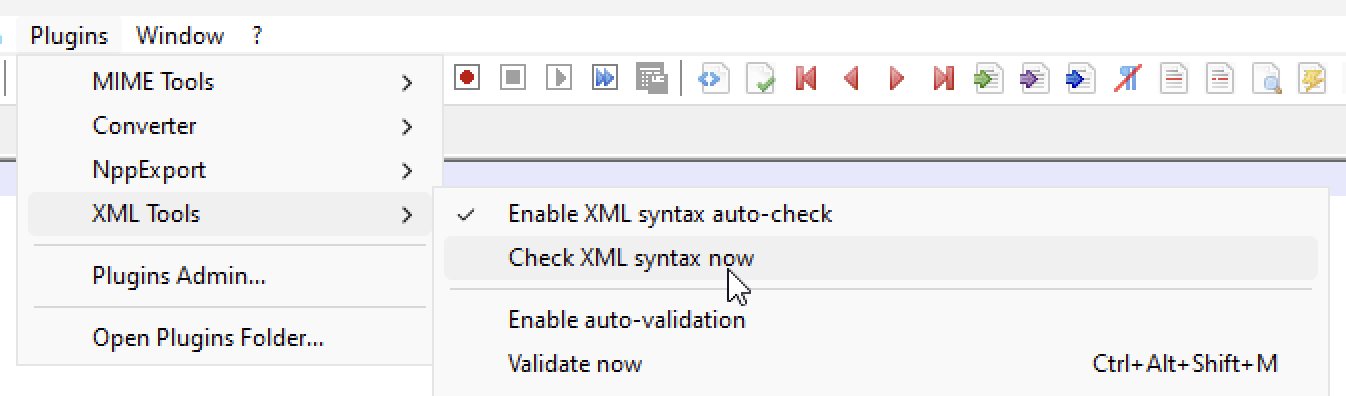 Plugins Window ?
MIME Tools
Converter
NppExport
XML Tools
Enable XML syntax auto-check
Check XML syntax now
Plugins Admin...
Enable auto-validation
Open Plugins Folder...
Validate now Ctrl+Alt+Shift+M